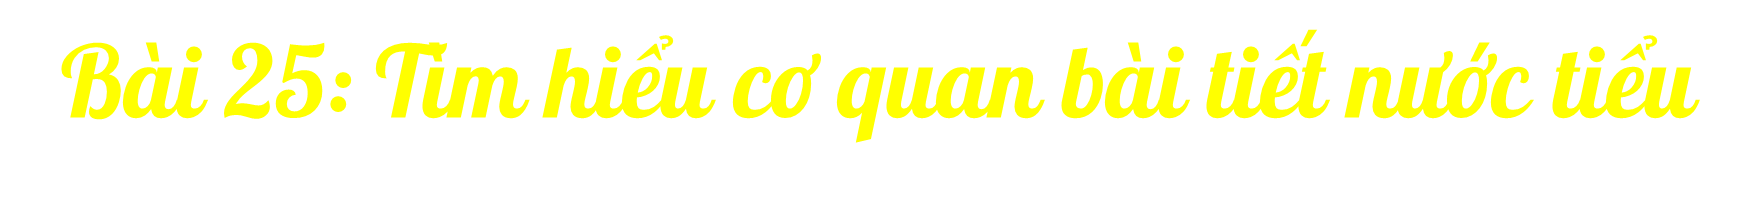 Bài 25: Tìm hiểu cơ quan bài tiết nước tiểu